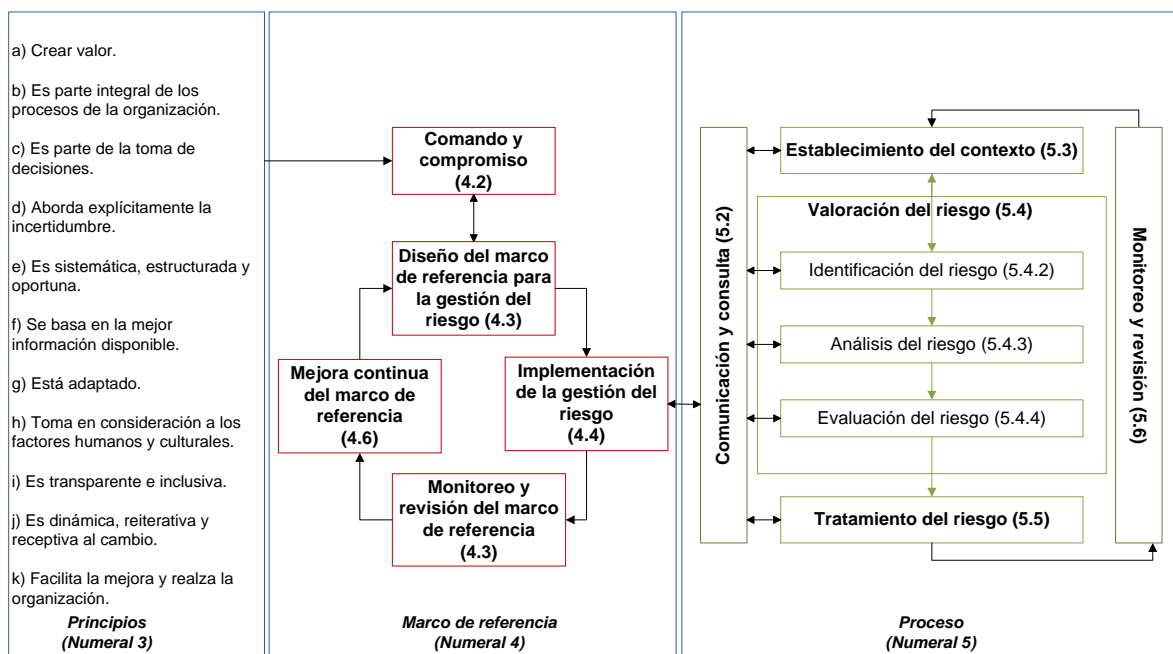 a) Crear valor.
b) Es parte integral de los
procesos de la organización.
c) Es parte de la toma de
decisiones.
d) Aborda explícitamente la
incertidumbre.
e) Es sistemática, estructurada y
oportuna.
f) Se basa en la mejor
información disponible.
g) Está adaptado.
h) Toma en consideración a los
factores humanos y culturales.
i) Es transparente e inclusiva.
j) Es dinámica, reiterativa y
receptiva al cambio.
k) Facilita la mejora y realza la
organización.
Principios
(Numeral 3)
Comando y
compromiso
(4.2)
Diseño del marco
de referencia para
la gestión del
riesgo (4.3)
Implementación
de la gestión del
riesgo
(4.4)
Monitoreo y
revisión del marco
de referencia
(4.3)
Mejora continua
del marco de
referencia
(4.6)
Marco de referencia
(Numeral 4)
Comunicación y consulta (5.2)
Establecimiento del contexto (5.3)
Valoración del riesgo (5.4)
Identificación del riesgo (5.4.2)
Análisis del riesgo (5.4.3)
Evaluación del riesgo (5.4.4)
Tratamiento del riesgo (5.5)
Monitoreo y revisión (5.6)
Proceso
(Numeral 5)